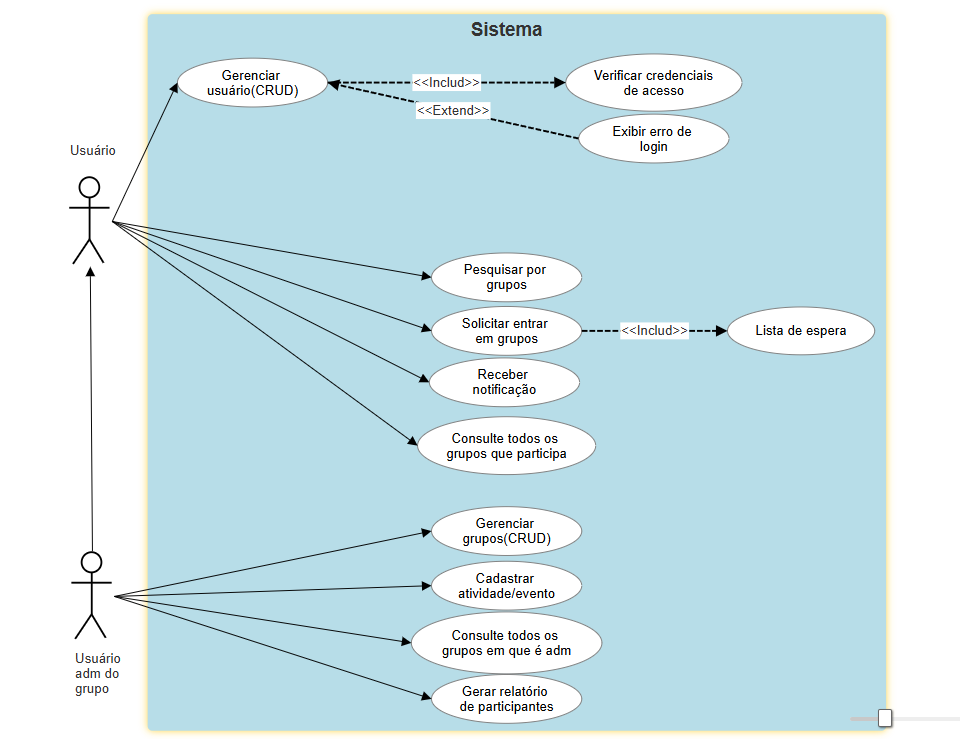 Sistema
Gerenciar
usuário(CRUD)
<<Includ>>
Verificar credenciais
de acesso
<<Extend>>
Exibir erro de
login
Usuário
Pesquisar por
grupos
Solicitar entrar
em grupos
<<Includ>>
Lista de espera
Receber
notificação
Consulte todos os
grupos que participa
Gerenciar
grupos(CRUD)
Cadastrar
atividade/evento
Consulte todos os
grupos em que é adm
Usuário
adm do
grupo
Gerar relatório
de participantes